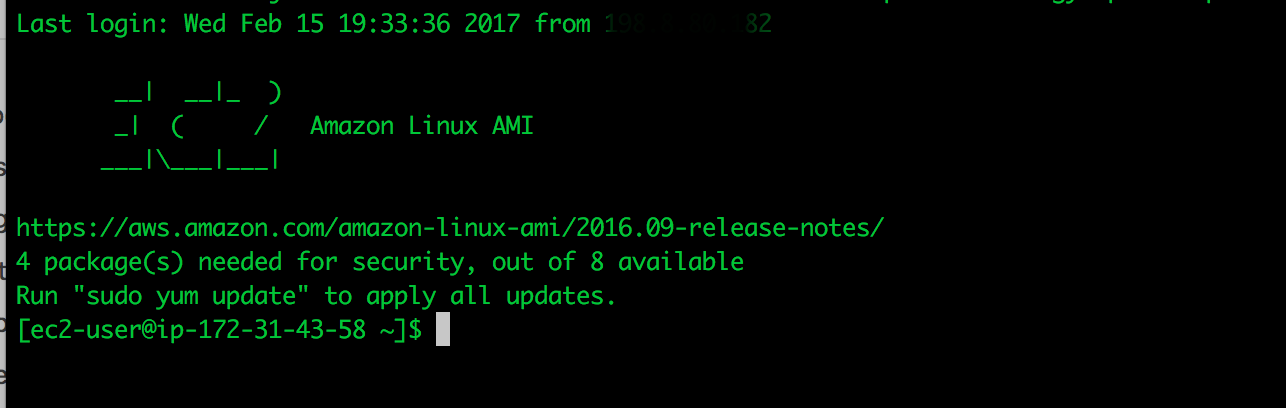 Last login: Wed Feb 15 19:33:36 2017 from
       __|  __|_  )
       _|  (     /   Amazon Linux AMI
      ___|\___|___|
https://aws.amazon.com/amazon-linux-ami/2016.09-release-notes/
4 package(s) needed for security, out of 8 available
Run "sudo yum update" to apply all updates.
[ec2-user@ip-172-31-43-58 ~]$